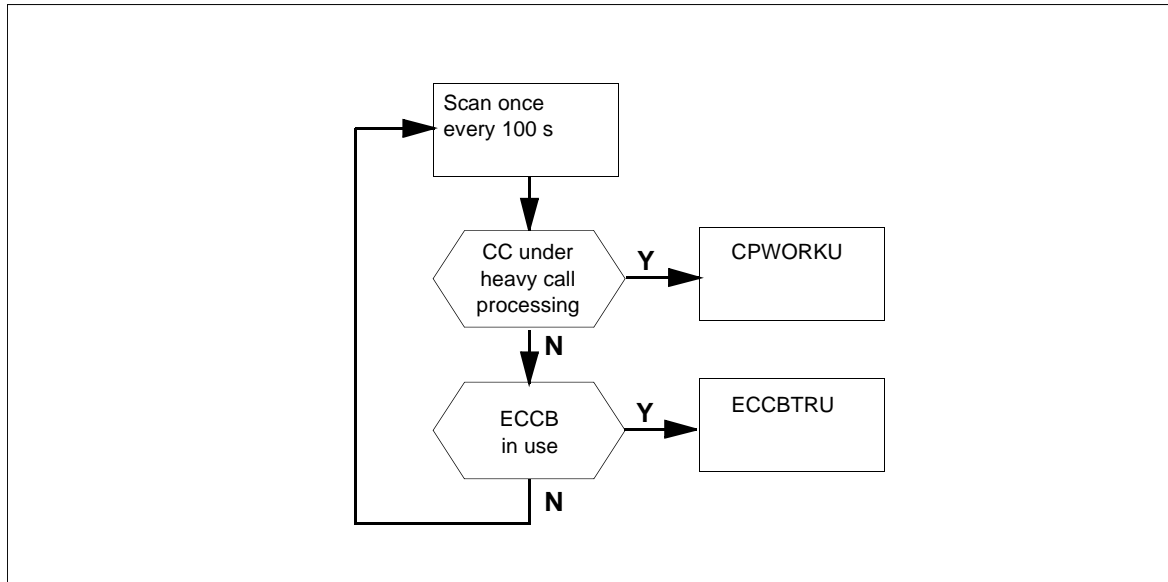 Scan once
every 100 s
CC under
heavy call
processing
Y
CPWORKU
N
ECCB
in use
Y
ECCBTRU
N